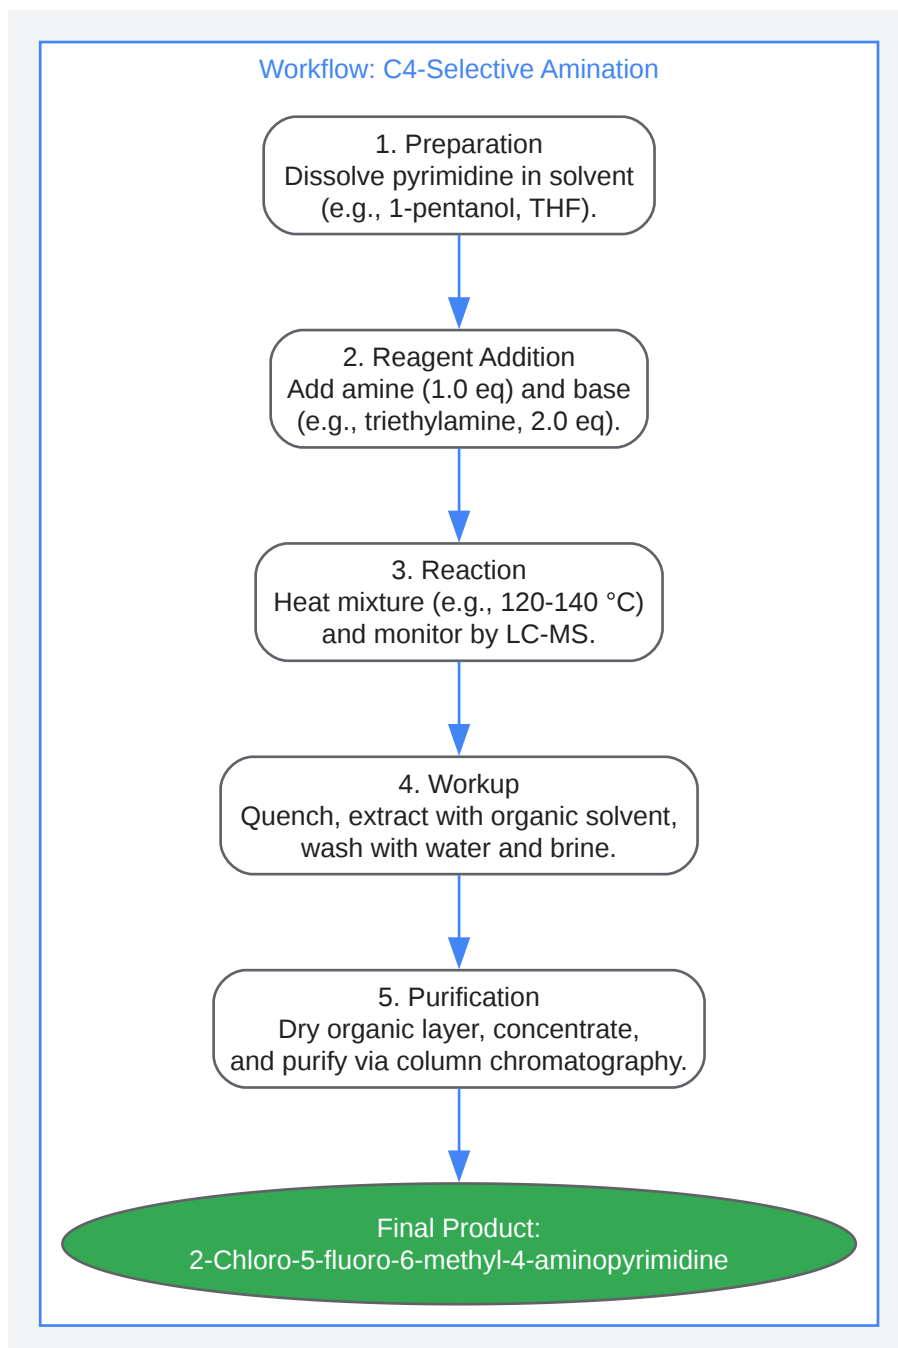 Workflow: C4-Selective Amination
1. Preparation
Dissolve pyrimidine in solvent
(e.g., 1-pentanol, THF).
2. Reagent Addition
Add amine (1.0 eq) and base
(e.g., triethylamine, 2.0 eq).
3. Reaction
Heat mixture (e.g., 120-140 °C)
and monitor by LC-MS.
4. Workup
Quench, extract with organic solvent,
wash with water and brine.
5. Purification
Dry organic layer, concentrate,
and purify via column chromatography.
Final Product:
2-Chloro-5-fluoro-6-methyl-4-aminopyrimidine